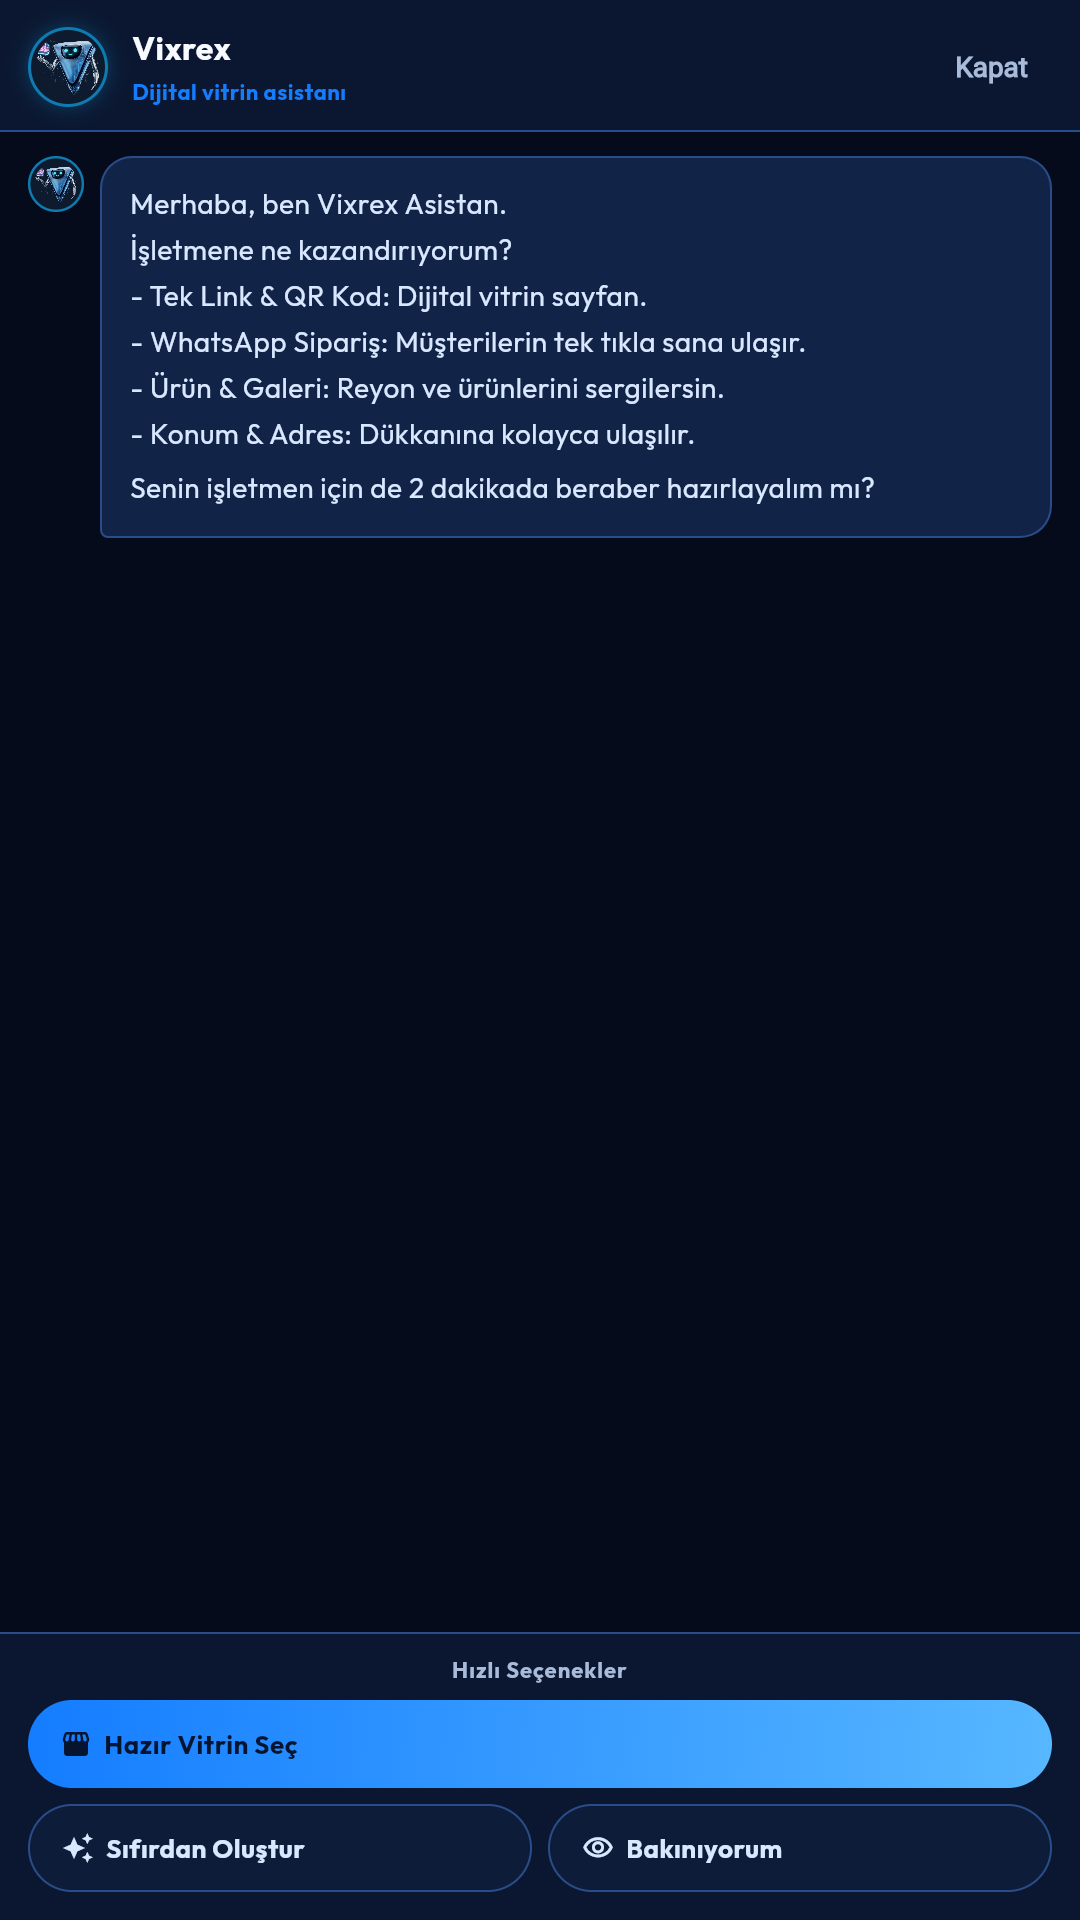 Vixrex
Dijital vitrin asistanı
Kapat
Merhaba, ben Vixrex Asistan.
İşletmene ne kazandırıyorum?
- Tek Link & QR Kod: Dijital vitrin sayfan.
- WhatsApp Sipariş: Müşterilerin tek tıkla sana ulaşır.
- Ürün & Galeri: Reyon ve ürünlerini sergilersin.
- Konum & Adres: Dükkanına kolayca ulaşılır.
Senin işletmen için de 2 dakikada beraber hazırlayalım mı?
Hızlı Seçenekler
Hazır Vitrin Seç
Sıfırdan Oluştur
Bakınıyorum